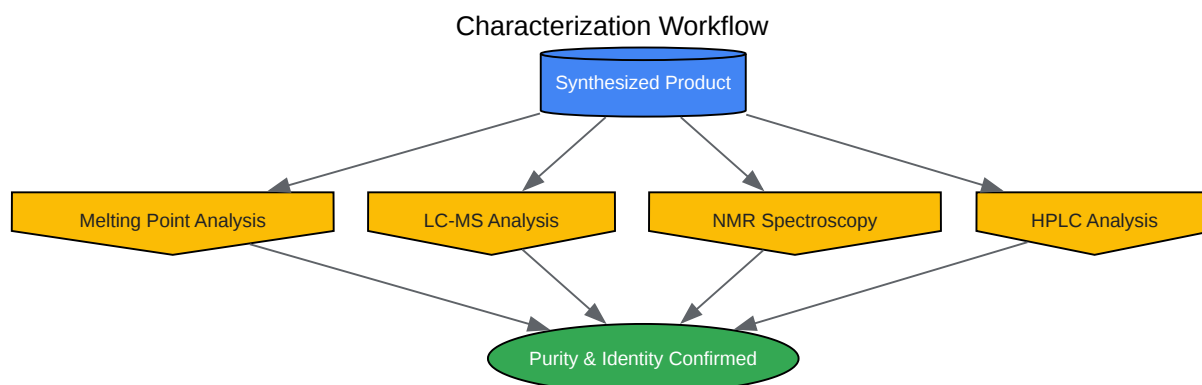 Characterization Workflow
Synthesized Product
Melting Point Analysis
LC-MS Analysis
NMR Spectroscopy
HPLC Analysis
Purity & Identity Confirmed